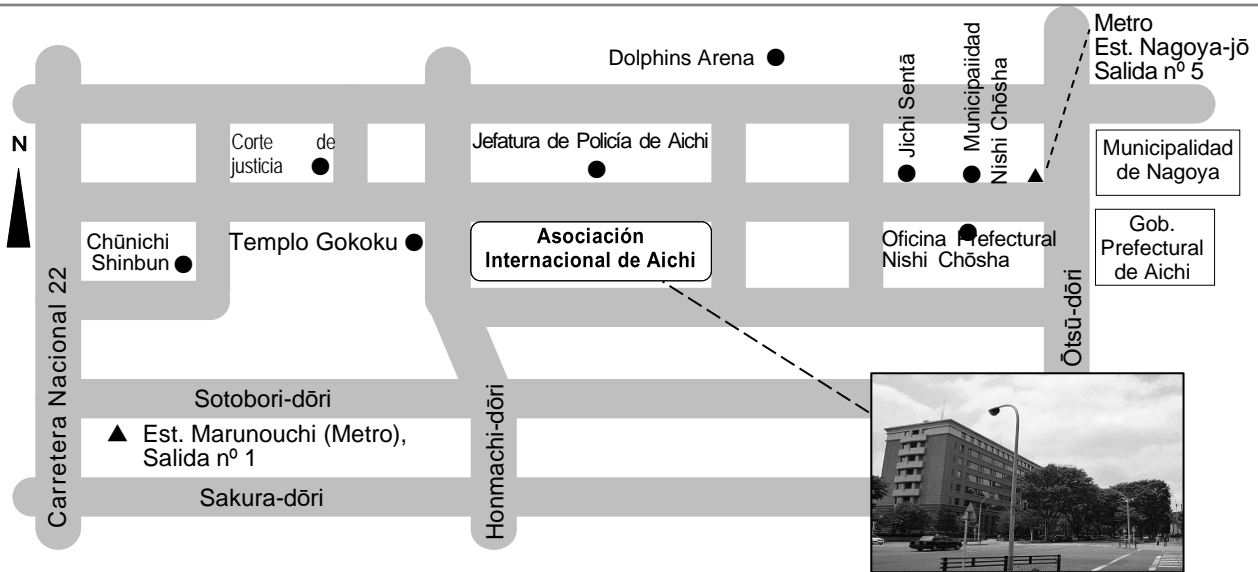 Metro
Est. Nagoya-jō
Salida nº 5
Dolphins Arena
Jichi Sentā
Municipaiidad
Nishi Chōsha
N
Corte de
justicia
Jefatura de Policía de Aichi
Municipalidad
de Nagoya
Chūnichi
Shinbun
Templo Gokoku
Asociación
Internacional de Aichi
Oficina Prefectural
Nishi Chōsha
Gob.
Prefectural
de Aichi
Carretera Nacional 22
Ōtsū-dōri
Sotobori-dōri
Est. Marunouchi (Metro),
Salida nº 1
Honmachi-dōri
Sakura-dōri